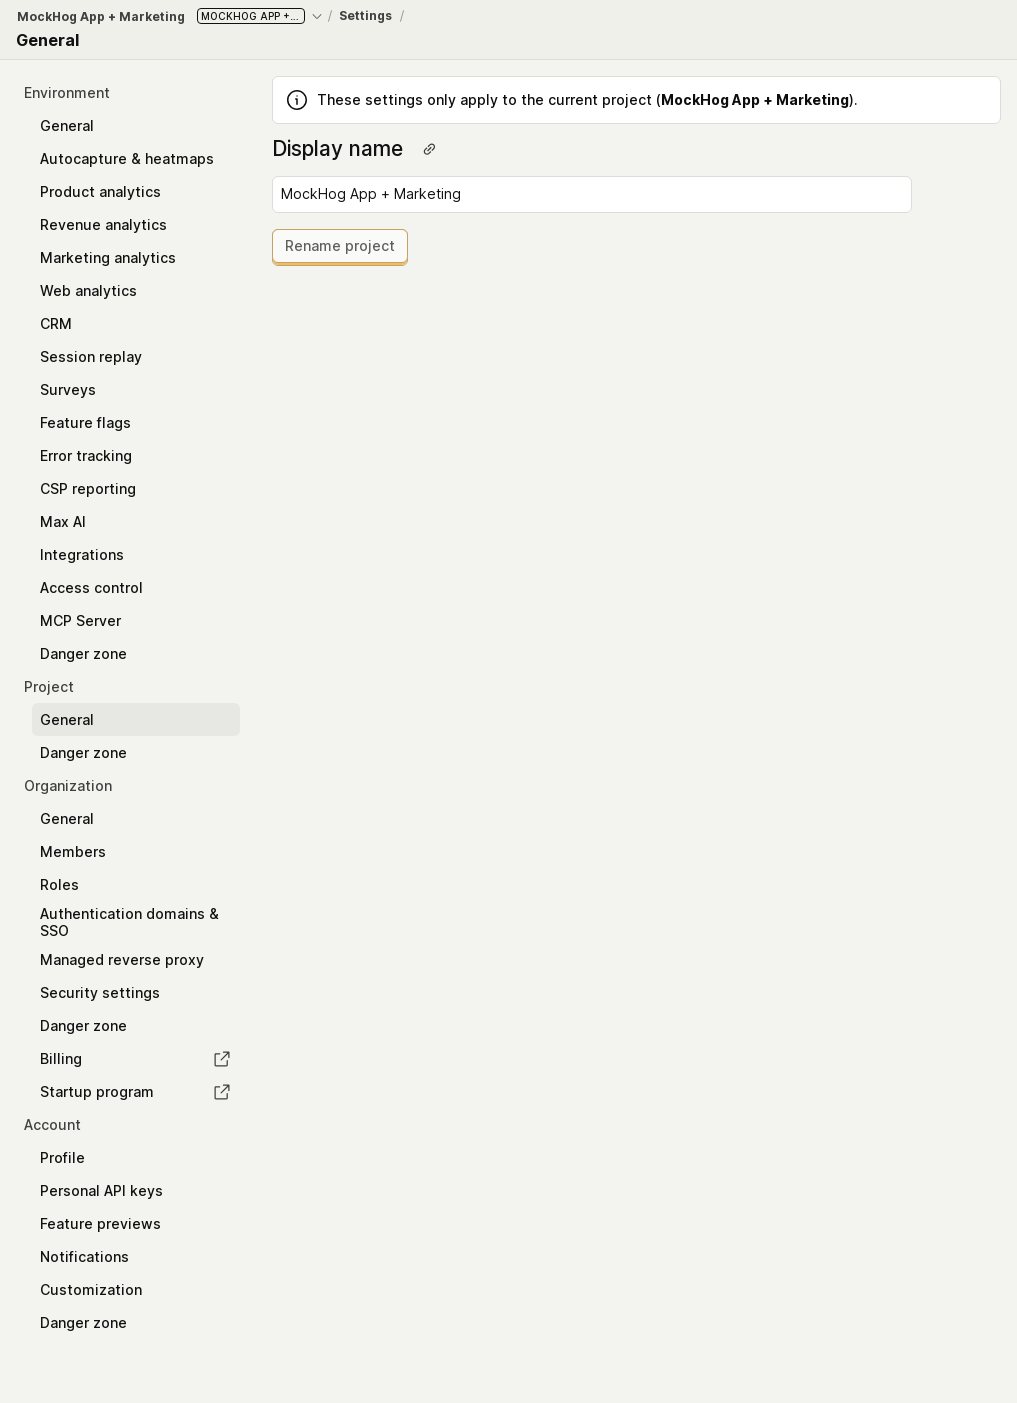 MockHog App + Marketing MOCKHOG APP +... / Settings /
General
Environment
General
Autocapture & heatmaps
Product analytics
Revenue analytics
Marketing analytics
Web analytics
CRM
Session replay
Surveys
Feature flags
Error tracking
CSP reporting
Max AI
Integrations
Access control
MCP Server
Danger zone
Project
General
Danger zone
Organization
General
Members
Roles
Authentication domains &
SSO
Managed reverse proxy
Security settings
Danger zone
Billing
Startup program
Account
Profile
Personal API keys
Feature previews
Notifications
Customization
Danger zone
These settings only apply to the current project (MockHog App + Marketing).
Display name
MockHog App + Marketing
Rename project